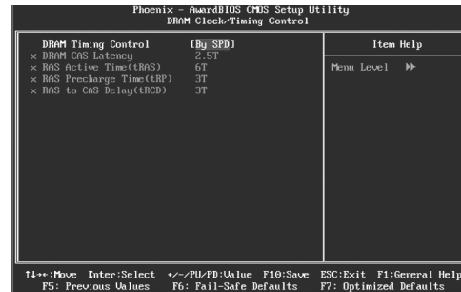 Phoenix - AwardBIOS CMOS Setup Utility
DRAM Clock/Timing Control
DRAM Timing Control [By SPD]
x DRAM CAS Latency 2.5T
x RAS Active Time(tRAS) 6T
x RAS Precharge Time(tRP) 3T
x RAS to CAS Delay(tRCD) 3T
Item Help
Menu Level ▸▸
↑↓→←:Move Enter:Select +/-/PU/PD:Value F10:Save ESC:Exit F1:General Help
F5: Previous Values F6: Fail-Safe Defaults F7: Optimized Defaults